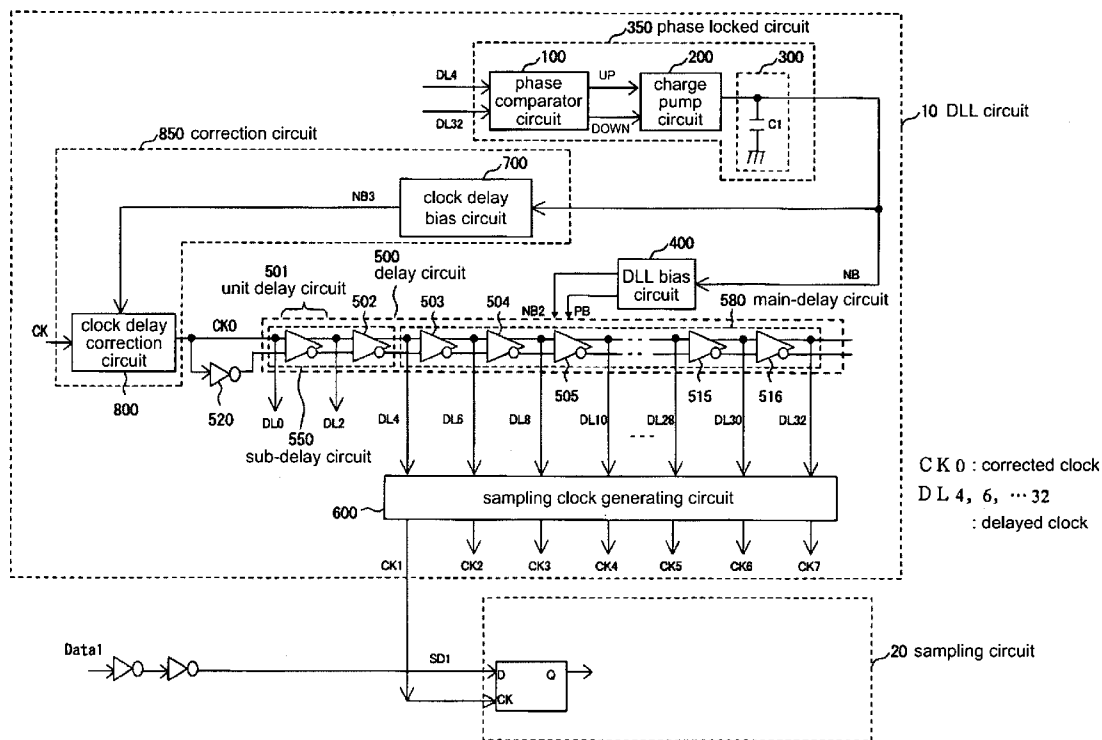 350 phase locked circuit
100
200
300
DL4
DL32
phase
comparator
circuit
UP
DOWN
charge
pump
circuit
C1
10 DLL circuit
850 correction circuit
700
NB3
clock delay
bias circuit
400
DLL bias
circuit
NB
NB2
PB
580 main-delay circuit
500 delay circuit
501
unit delay circuit
502
503
504
CK
clock delay
correction
circuit
CK0
800
520
505
515
516
DL0
DL2
DL4
DL6
DL8
DL10
DL28
DL30
DL32
550
sub-delay circuit
600
sampling clock generating circuit
CK0 : corrected clock
DL4, 6, …32
: delayed clock
CK1
CK2
CK3
CK4
CK5
CK6
CK7
Data1
SD1
D
Q
CK
20 sampling circuit